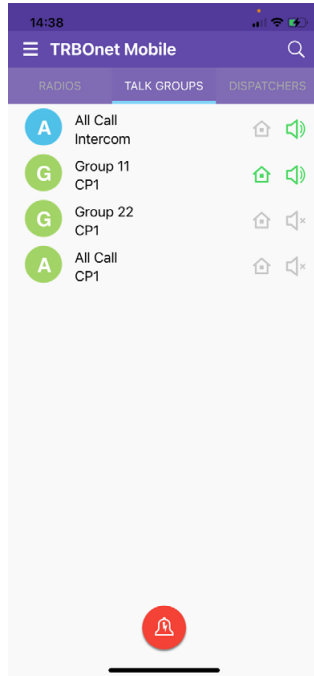 14:38
TRBOnet Mobile
RADIOS TALK GROUPS DISPATCHERS
A All Call
Intercom
G Group 11
CP1
G Group 22
CP1
A All Call
CP1